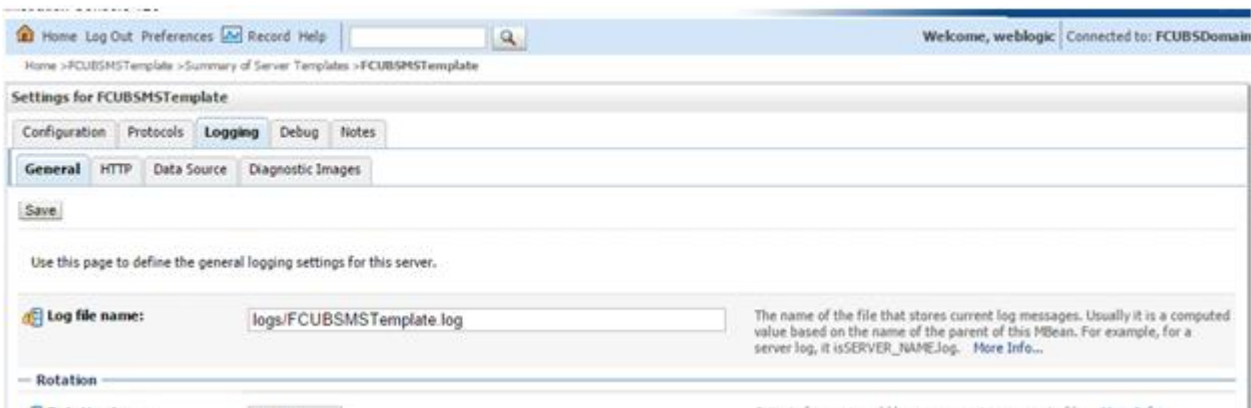 Home Log Out Preferences Record Help
Welcome, weblogic Connected to: FCUBSDomain
Home >FCUBSMSTemplate >Summary of Server Templates >FCUBSMSTemplate
Settings for FCUBSMSTemplate
Configuration Protocols Logging Debug Notes
General HTTP Data Source Diagnostic Images
Save
Use this page to define the general logging settings for this server.
Log file name:
logs/FCUBSMSTemplate.log
The name of the file that stores current log messages. Usually it is a computed
value based on the name of the parent of this MBean. For example, for a
server log, it isSERVER_NAME.log. More Info...
Rotation